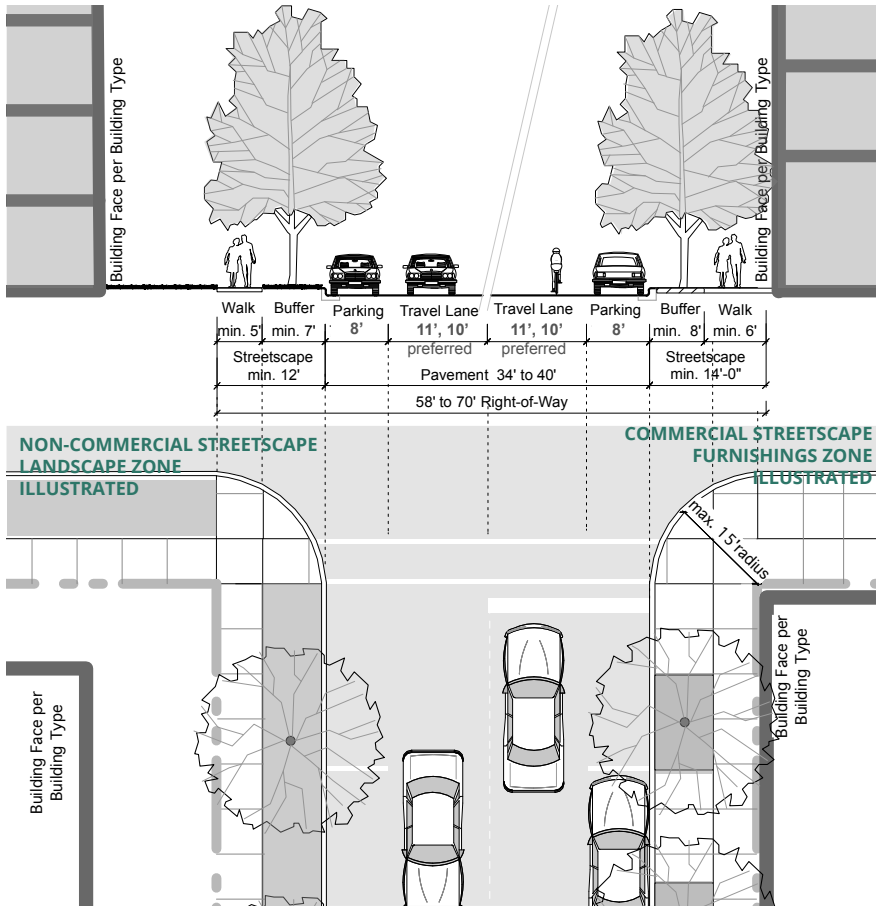 Building Face per Building Type
Building Face per Building Type
Walk
min. 5'
Buffer
min. 7'
Parking
8'
Travel Lane
11', 10'
preferred
Travel Lane
11', 10'
preferred
Parking
8'
Buffer
min. 8'
Walk
min. 6'
Streetscape
min. 12'
Pavement 34' to 40'
Streetscape
min. 14'-0"
58' to 70' Right-of-Way
NON-COMMERCIAL STREETSCAPE
LANDSCAPE ZONE
ILLUSTRATED
COMMERCIAL STREETSCAPE
FURNISHINGS ZONE
ILLUSTRATED
max. 15'radius
Building Face per
Building Type
Building Face per
Building Type